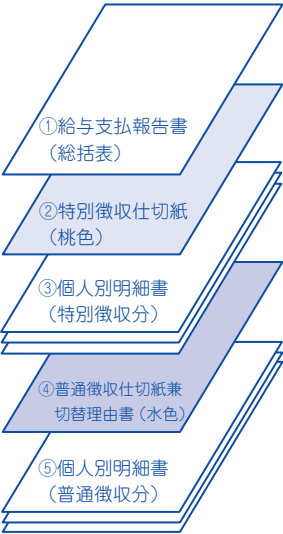 ①給与支払報告書
（総括表）
②特別徴収仕切紙
（桃色）
③個人別明細書
（特別徴収分）
④普通徴収仕切紙兼
切替理由書（水色）
⑤個人別明細書
（普通徴収分）